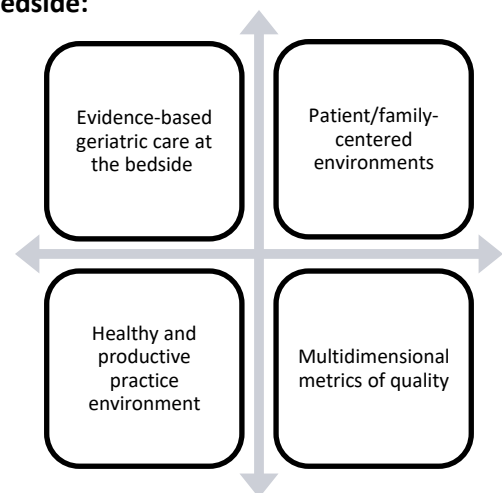 edside:
Evidence-based
geriatric care at
the bedside
Patient/family-
centered
environments
Healthy and
productive
practice
environment
Multidimensional
metrics of quality